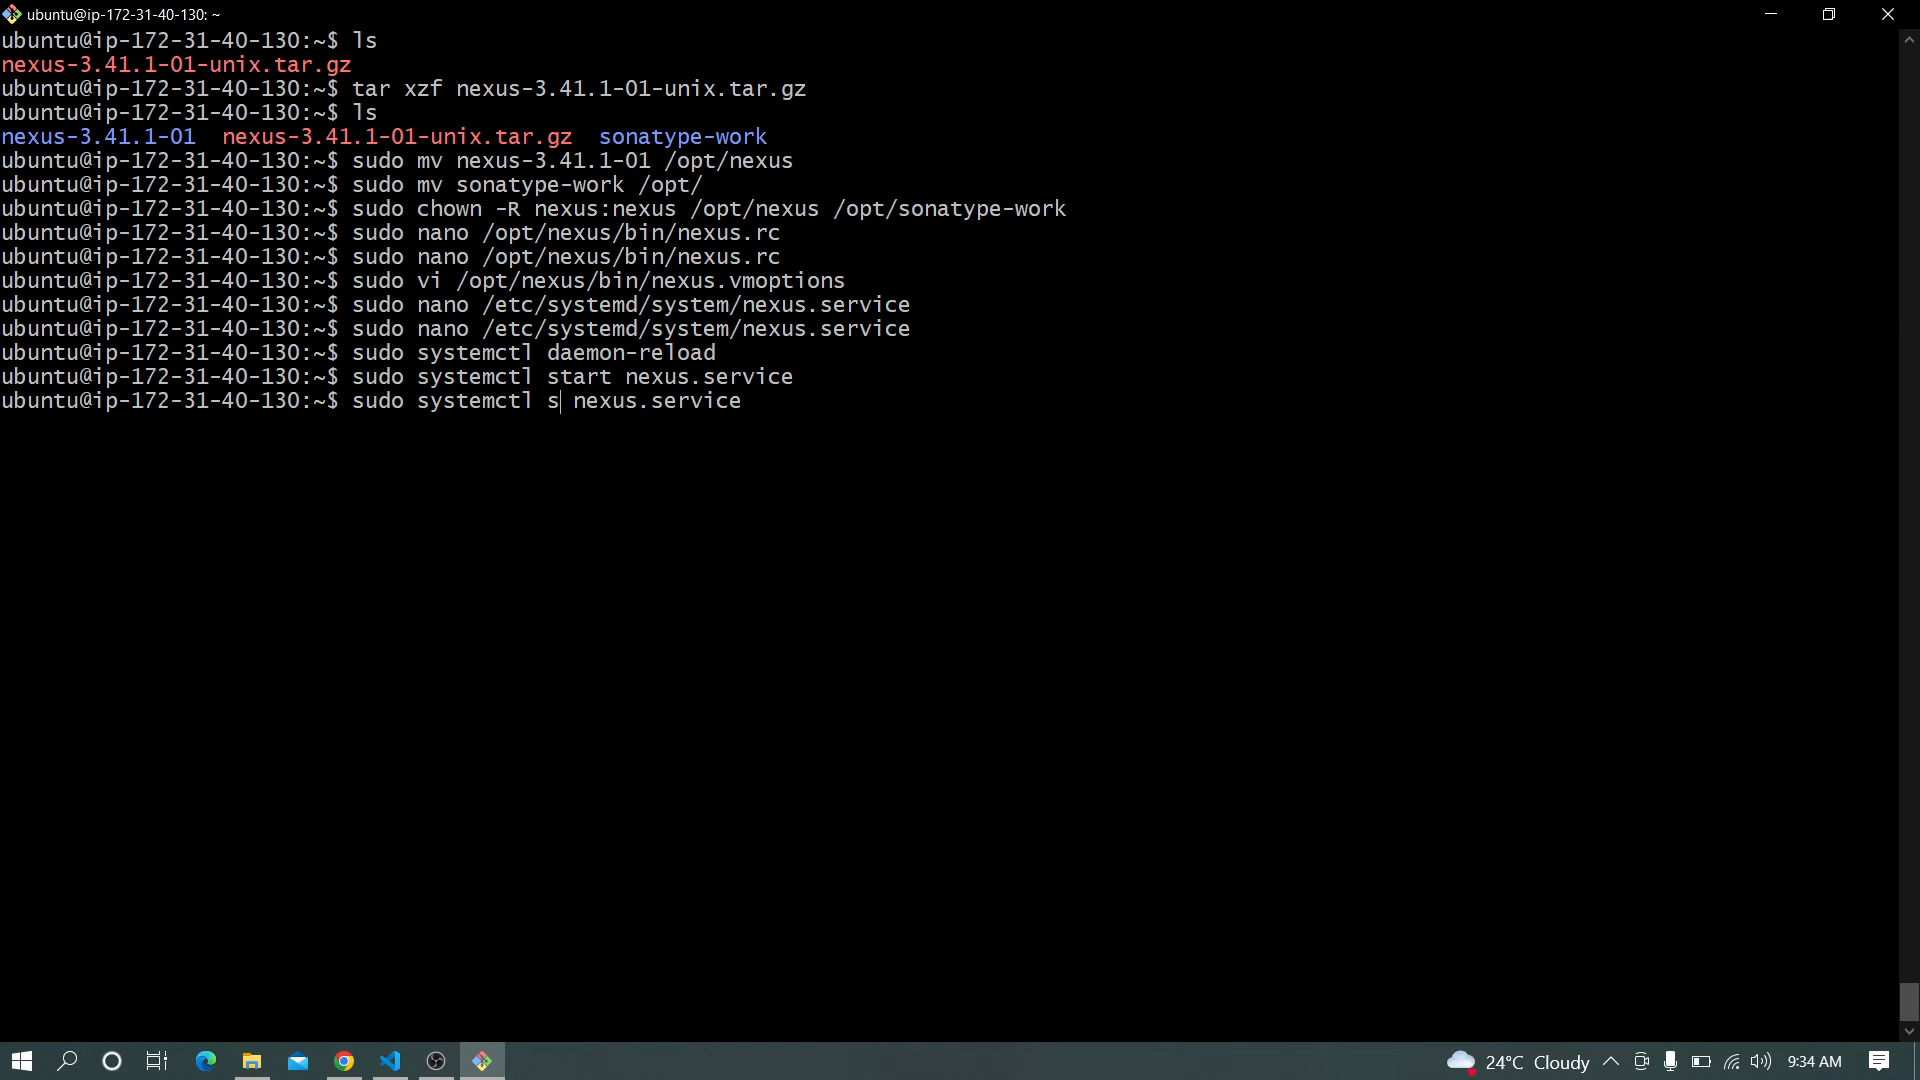 ubuntu@ip-172-31-40-130: ~
ubuntu@ip-172-31-40-130:~$ ls
nexus-3.41.1-01-unix.tar.gz
ubuntu@ip-172-31-40-130:~$ tar xzf nexus-3.41.1-01-unix.tar.gz
ubuntu@ip-172-31-40-130:~$ ls
nexus-3.41.1-01  nexus-3.41.1-01-unix.tar.gz  sonatype-work
ubuntu@ip-172-31-40-130:~$ sudo mv nexus-3.41.1-01 /opt/nexus
ubuntu@ip-172-31-40-130:~$ sudo mv sonatype-work /opt/
ubuntu@ip-172-31-40-130:~$ sudo chown -R nexus:nexus /opt/nexus /opt/sonatype-work
ubuntu@ip-172-31-40-130:~$ sudo nano /opt/nexus/bin/nexus.rc
ubuntu@ip-172-31-40-130:~$ sudo nano /opt/nexus/bin/nexus.rc
ubuntu@ip-172-31-40-130:~$ sudo vi /opt/nexus/bin/nexus.vmoptions
ubuntu@ip-172-31-40-130:~$ sudo nano /etc/systemd/system/nexus.service
ubuntu@ip-172-31-40-130:~$ sudo nano /etc/systemd/system/nexus.service
ubuntu@ip-172-31-40-130:~$ sudo systemctl daemon-reload
ubuntu@ip-172-31-40-130:~$ sudo systemctl start nexus.service
ubuntu@ip-172-31-40-130:~$ sudo systemctl s nexus.service
24°C Cloudy 9:34 AM